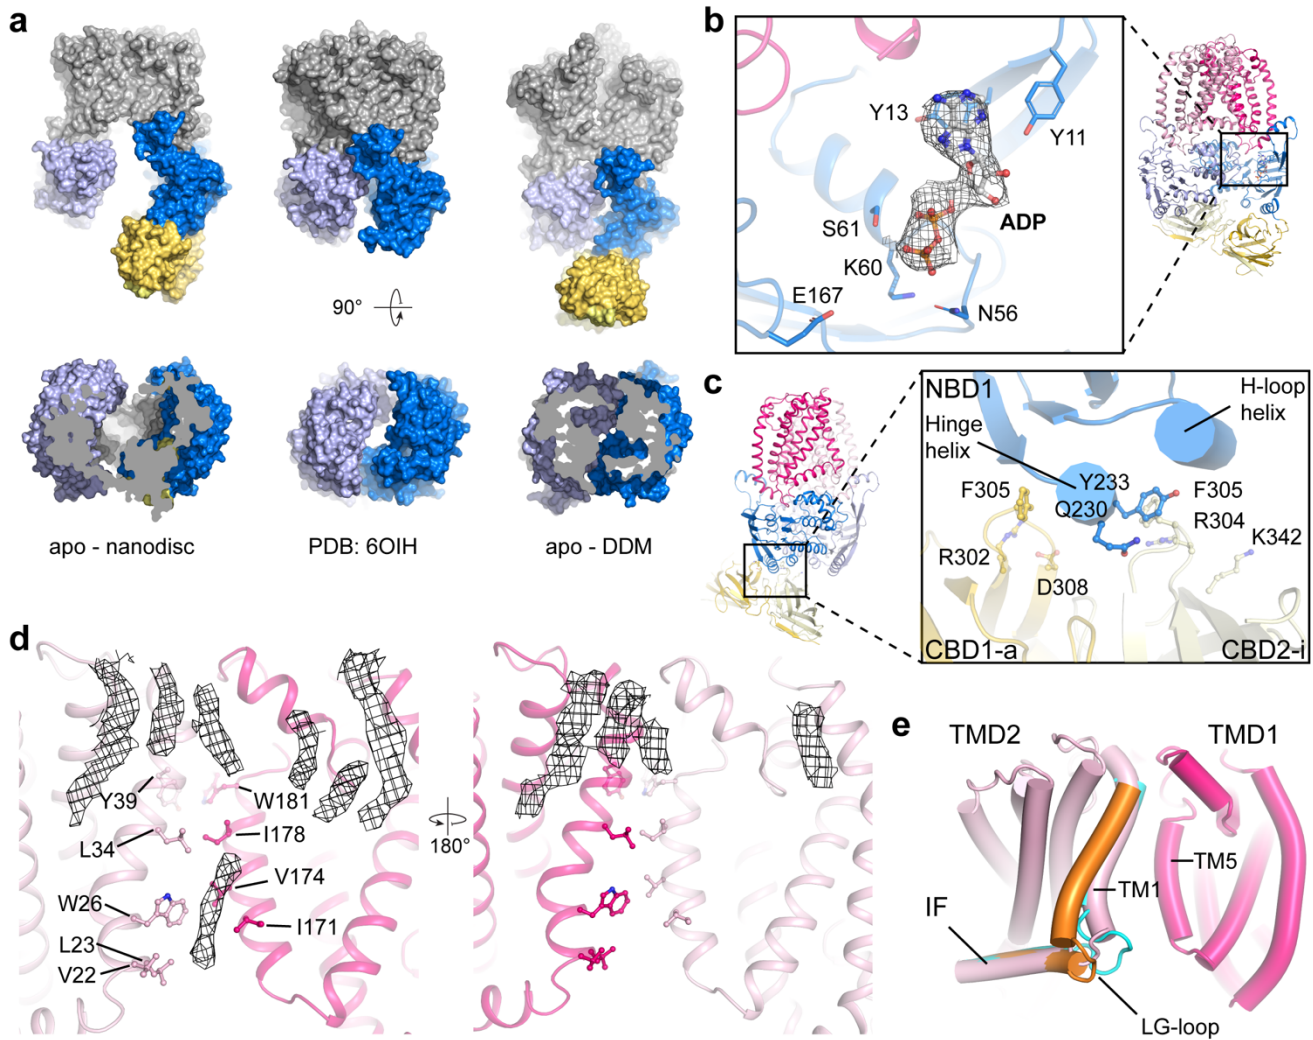 a
90°
apo - nanodisc
PDB: 6OIH
apo - DDM
b
Y13
Y11
ADP
S61
K60
E167
N56
c
NBD1
H-loop
helix
Hinge
helix
F305
Y233
Q230
F305
R304
K342
R302
D308
CBD1-a
CBD2-i
d
Y39
W181
L34
I178
V174
W26
I171
L23
V22
180°
e
TMD2
TMD1
TM5
TM1
IF
LG-loop